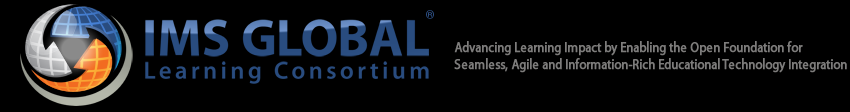 IMS GLOBAL®
Learning Consortium
Advancing Learning Impact by Enabling the Open Foundation for
Seamless, Agile and Information-Rich Educational Technology Integration